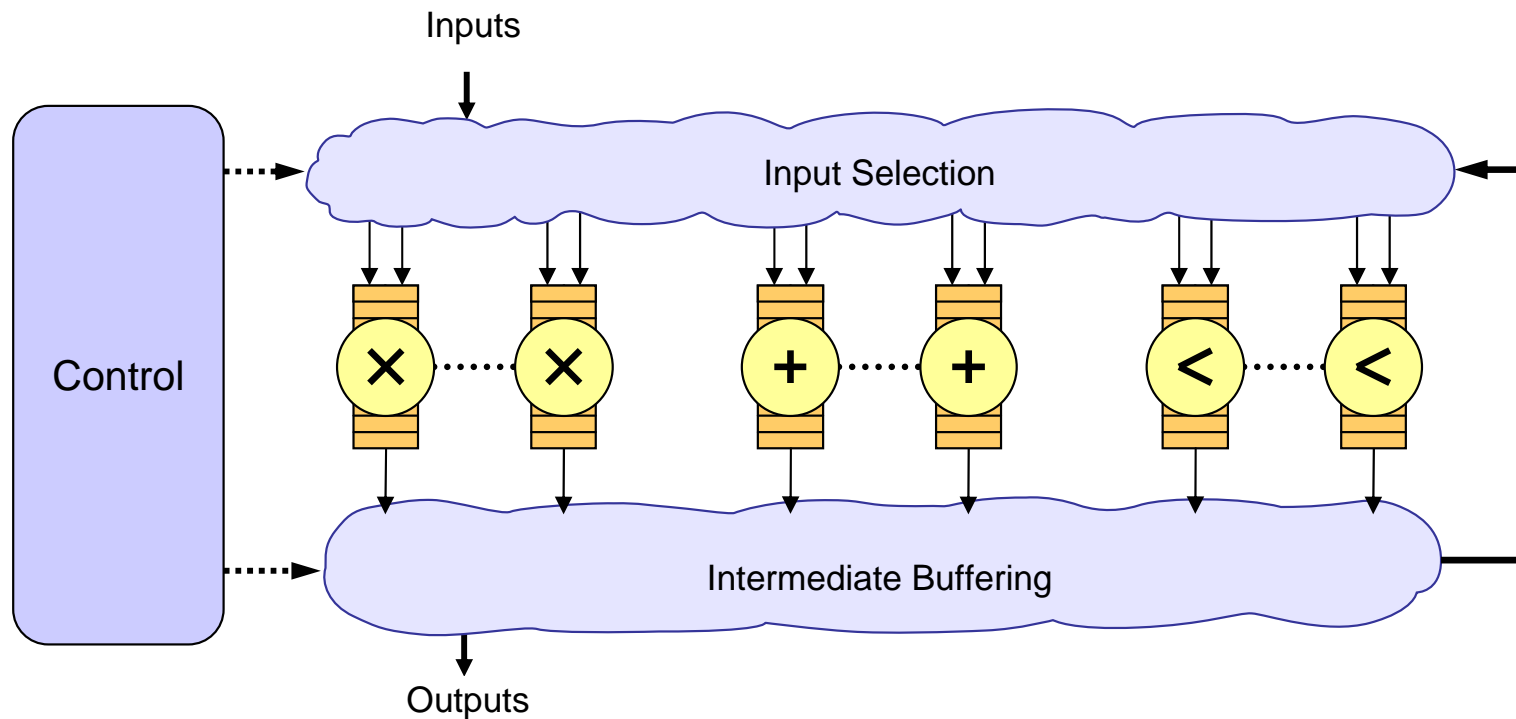 Inputs
Input Selection
× × + + < <
Control
Intermediate Buffering
Outputs